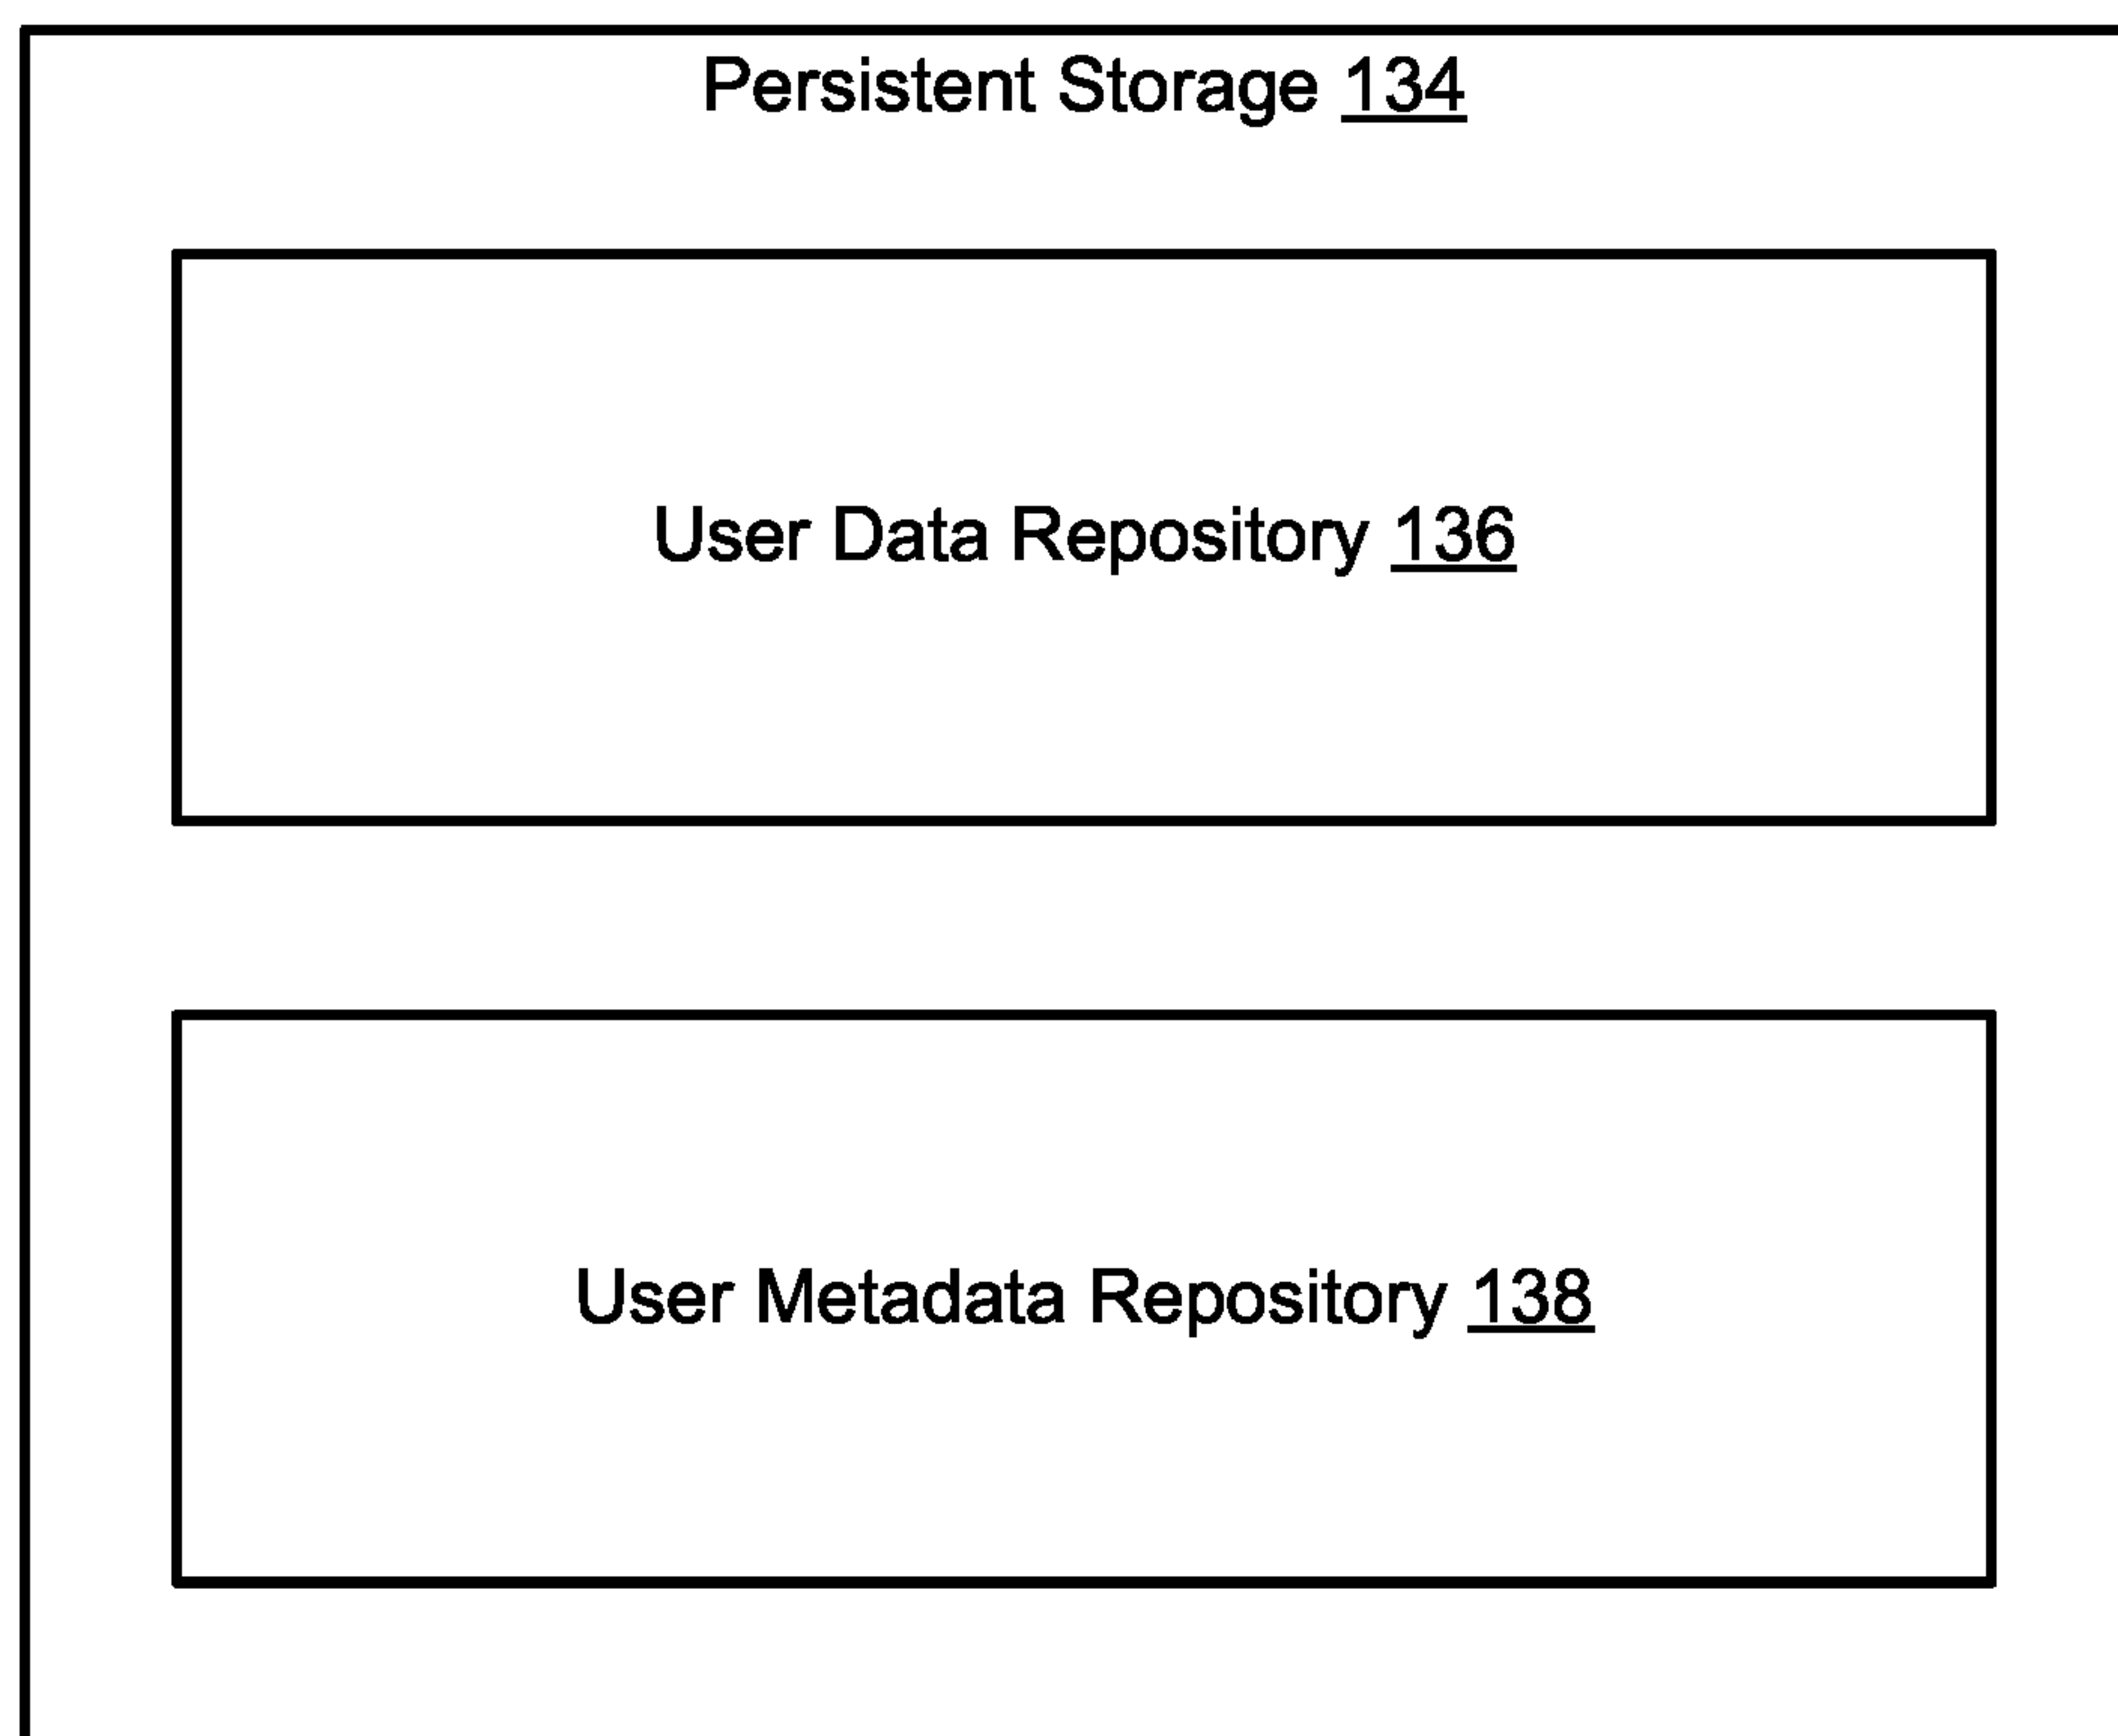 Persistent Storage 134
User Data Repository 136
User Metadata Repository 138